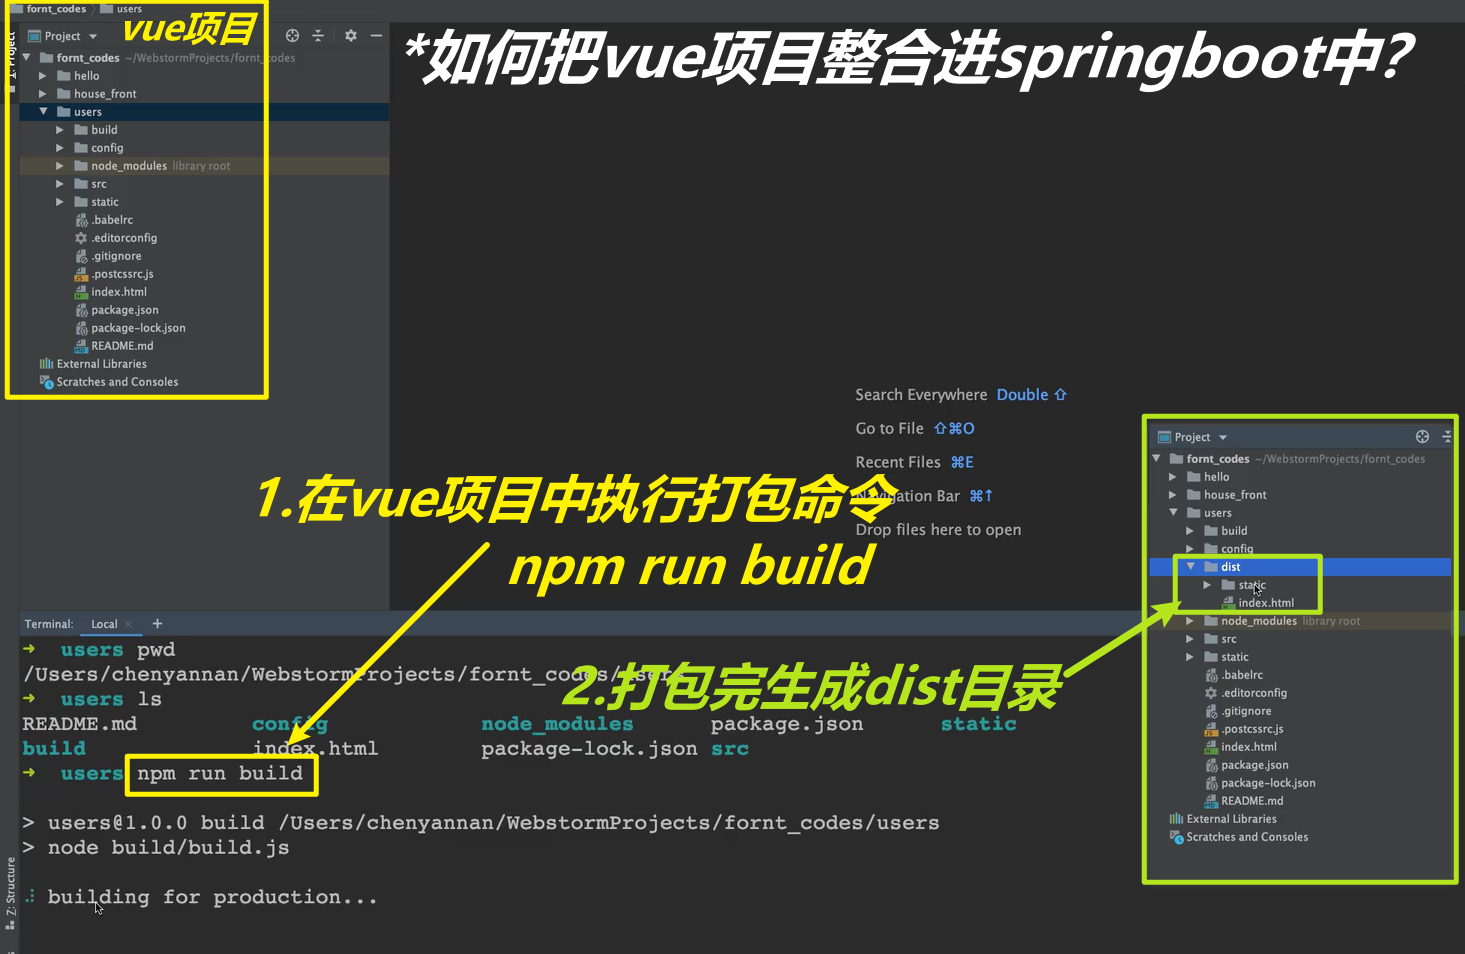 fornt_codes users
1: Project
Project
vue项目
*如何把vue项目整合进springboot中?
fornt_codes ~/WebstormProjects/fornt_codes
hello
house_front
users
build
config
node_modules library root
src
static
.babelrc
.editorconfig
.gitignore
.postcssrc.js
index.html
package.json
package-lock.json
README.md
External Libraries
Scratches and Consoles
Search Everywhere Double ⇧
Go to File ⇧⌘O
Recent Files ⌘E
Navigation Bar ⌘↑
Drop files here to open
1.在vue项目中执行打包命令
npm run build
Project
fornt_codes ~/WebstormProjects/fornt_codes
hello
house_front
users
build
config
dist
static
index.html
node_modules library root
src
static
.babelrc
.editorconfig
.gitignore
.postcssrc.js
index.html
package.json
package-lock.json
README.md
External Libraries
Scratches and Consoles
2.打包完生成dist目录
Terminal: Local × +
→ users pwd
/Users/chenyannan/WebstormProjects/fornt_codes/users
→ users ls
README.md config node_modules package.json static
build index.html package-lock.json src
→ users npm run build
> users@1.0.0 build /Users/chenyannan/WebstormProjects/fornt_codes/users
> node build/build.js
building for production...
Z: Structure